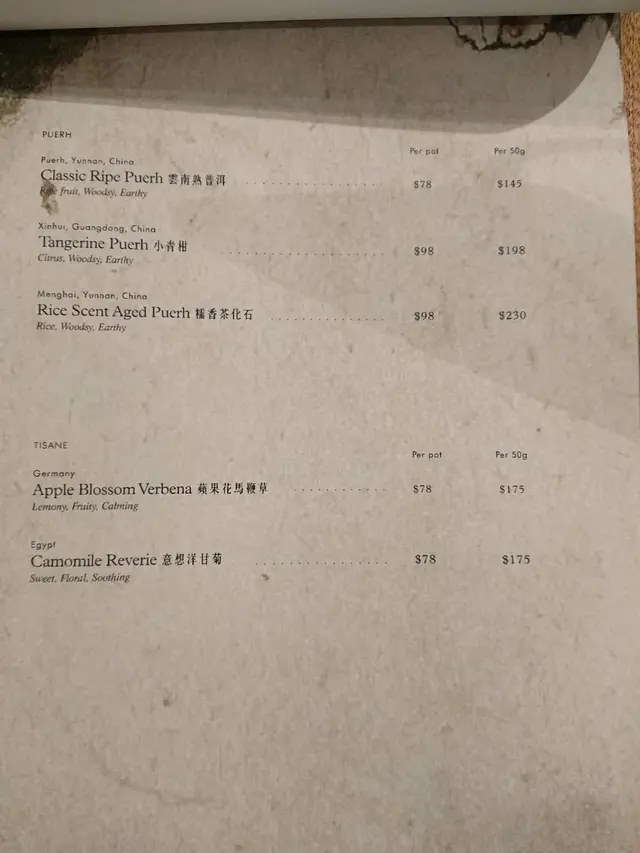 PUERH
Per pot Per 50g
Puerh, Yunnan, China
Classic Ripe Puerh 雲南熟普洱 . . . . . . . . . . . . . . . $78 $145
Ripe fruit, Woodsy, Earthy
Xinhui, Guangdong, China
Tangerine Puerh 小青柑 . . . . . . . . . . . . . . . . . $98 $198
Citrus, Woodsy, Earthy
Menghai, Yunnan, China
Rice Scent Aged Puerh 糯香茶化石 . . . . . . . . . . . . $98 $230
Rice, Woodsy, Earthy
TISANE
Per pot Per 50g
Germany
Apple Blossom Verbena 蘋果花馬鞭草 . . . . . . . . . . . $78 $175
Lemony, Fruity, Calming
Egypt
Camomile Reverie 意想洋甘菊 . . . . . . . . . . . . . . . $78 $175
Sweet, Floral, Soothing